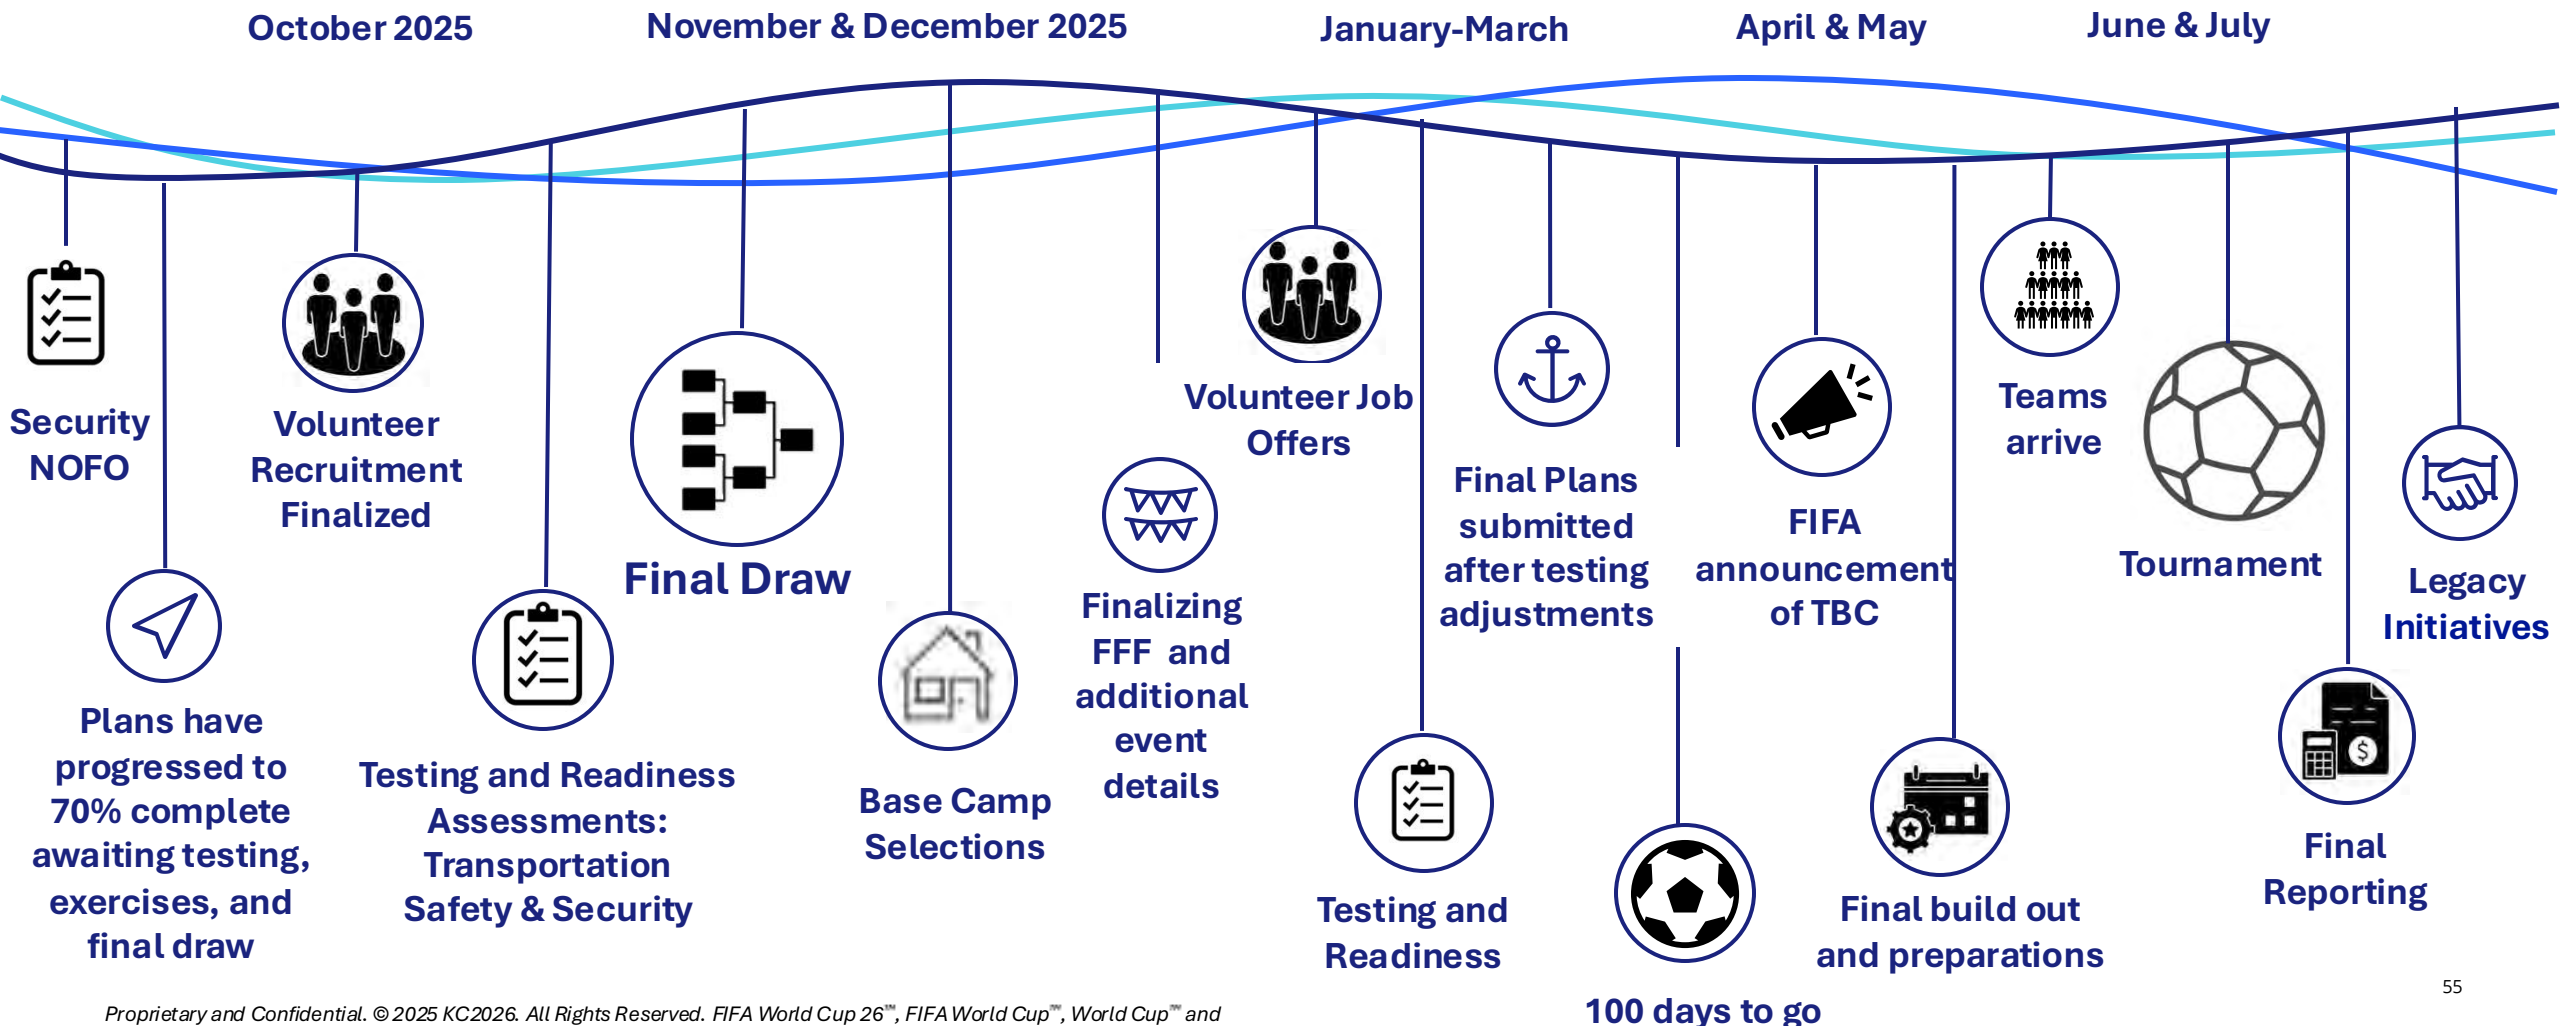 October 2025
November & December 2025
January-March
April & May
June & July
Security
NOFO
Plans have
progressed to
70% complete
awaiting testing,
exercises, and
final draw
Volunteer
Recruitment
Finalized
Testing and Readiness
Assessments:
Transportation
Safety & Security
Final Draw
Base Camp
Selections
Finalizing
FFF and
additional
event
details
Volunteer Job
Offers
Testing and
Readiness
Final Plans
submitted
after testing
adjustments
100 days to go
FIFA
announcement
of TBC
Final build out
and preparations
Teams
arrive
Tournament
Final
Reporting
Legacy
Initiatives
$
55
Proprietary and Confidential. © 2025 KC2026. All Rights Reserved. FIFA World Cup 26™, FIFA World Cup™, World Cup™ and